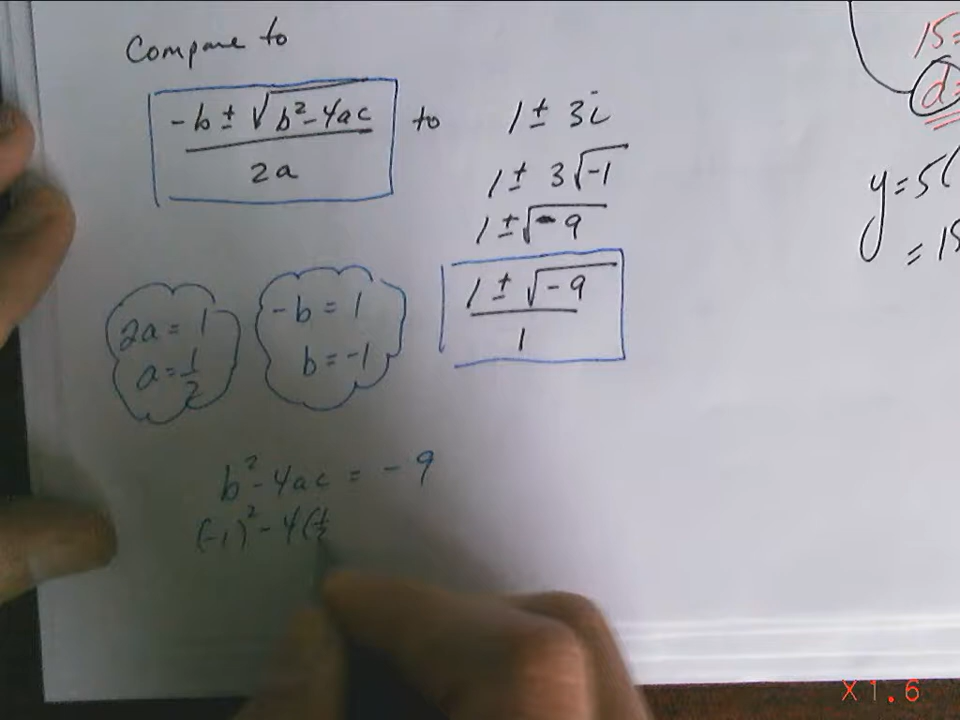 Compare to
-b ± √b²-4ac / 2a to 1 ± 3i
1 ± 3√-1
1 ± √-9
1 ± √-9 / 1
2a = 1
a = 1/2
-b = 1
b = -1
b² - 4ac = -9
(-1)² - 4(1/2
15=
d=
y = 5(
= 15
X1.6